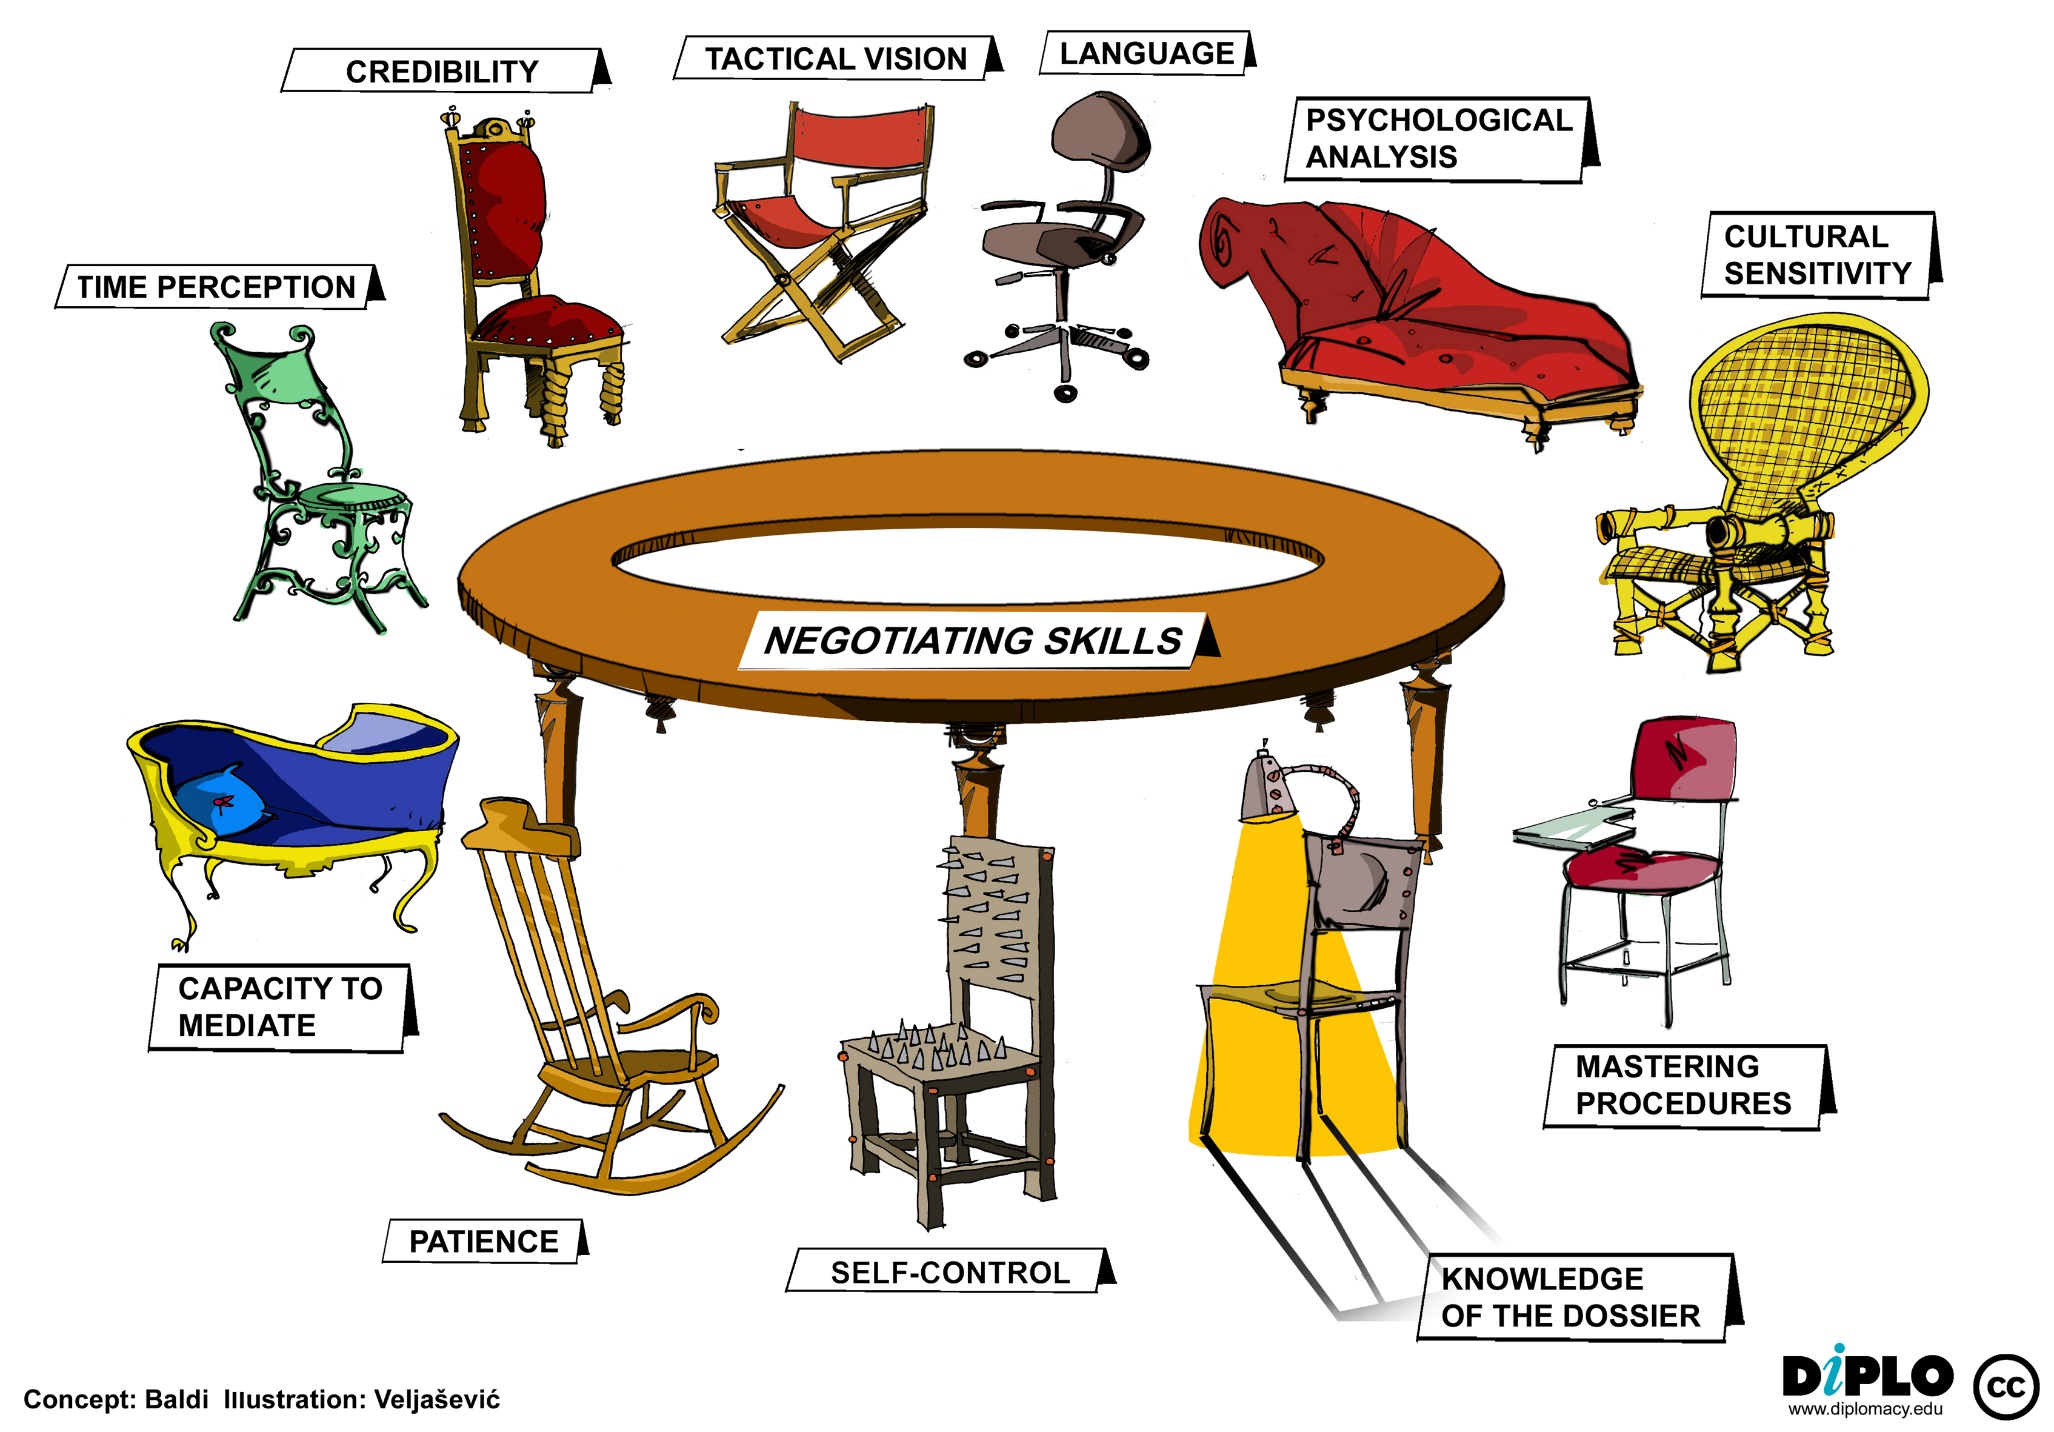 CREDIBILITY
TACTICAL VISION
LANGUAGE
PSYCHOLOGICAL
ANALYSIS
CULTURAL
SENSITIVITY
TIME PERCEPTION
NEGOTIATING SKILLS
CAPACITY TO
MEDIATE
MASTERING
PROCEDURES
PATIENCE
SELF-CONTROL
KNOWLEDGE
OF THE DOSSIER
Concept: Baldi Illustration: Veljašević
DiPLO
www.diplomacy.edu
cc